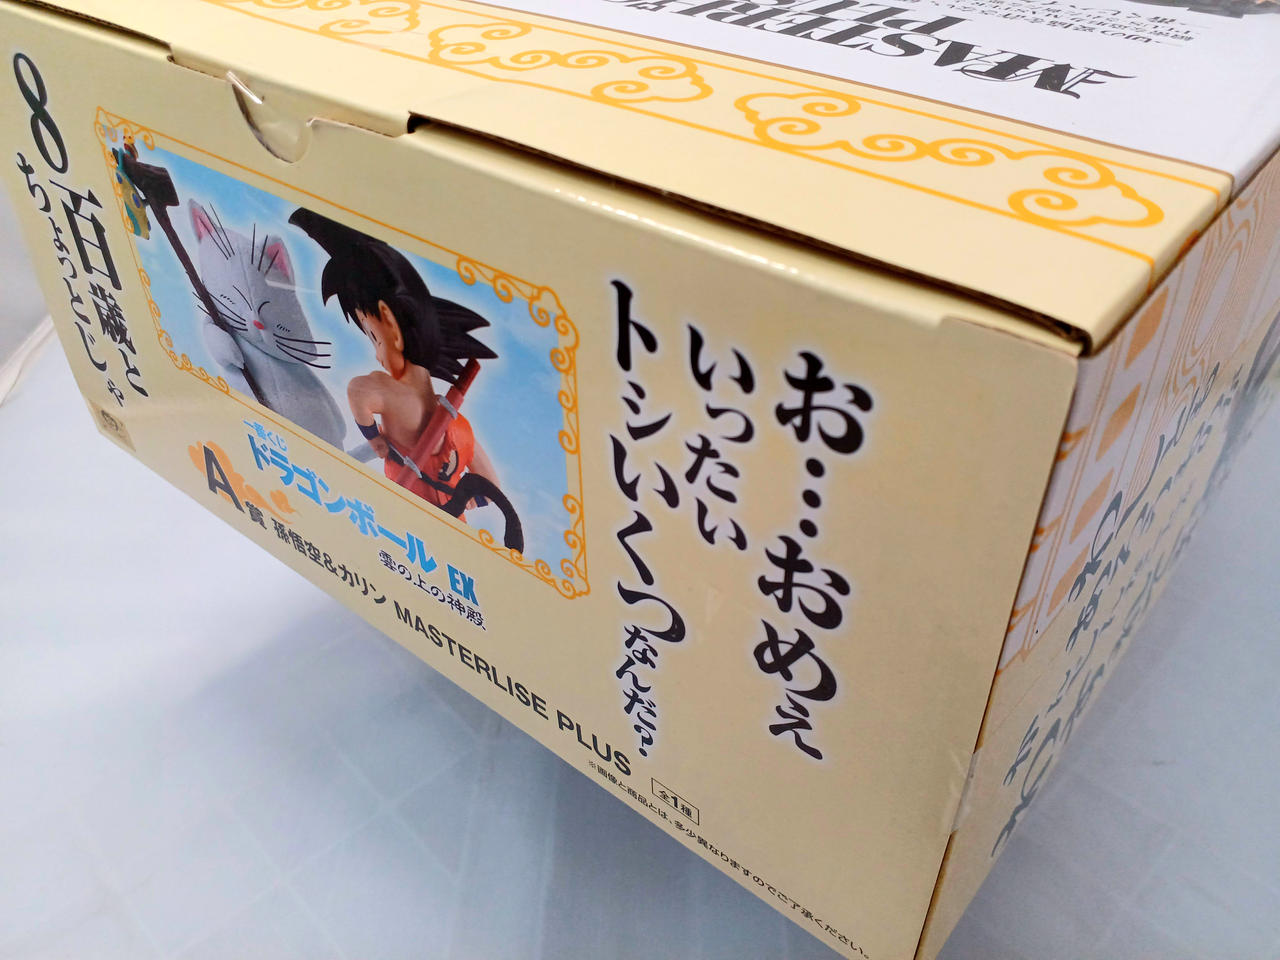 MASTERLISE
PLUS
お…おめえ
いったい
トシいくつなんだ?
8百歳と
ちょっとじゃ
一番くじ
ドラゴンボール EX
雲の上の神殿
A賞 孫悟空&カリン MASTERLISE PLUS
全1種
※画像と商品とは、多少異なりますのでご了承ください。